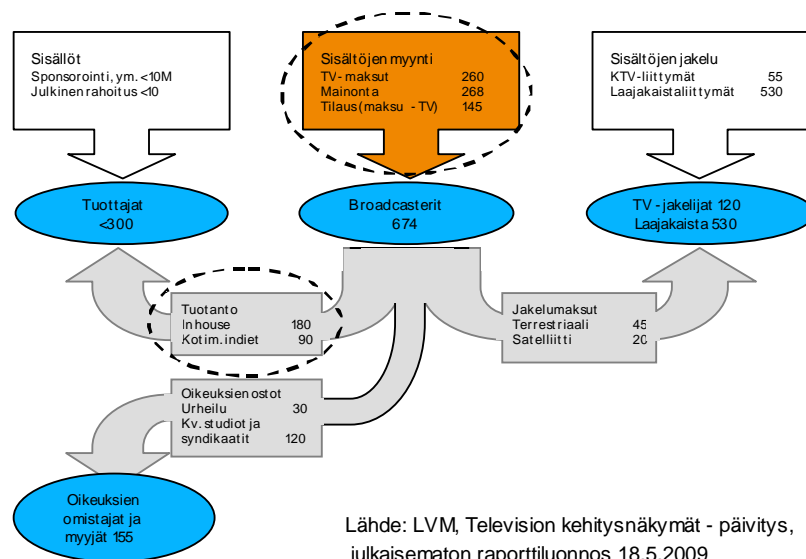 Sisällöt
Sponsorointi, ym. <10M
Julkinen rahoitus <10
Sisältöjen myynti
TV- maksut 260
Mainonta 268
Tilaus (maksu - TV) 145
Sisältöjen jakelu
KTV-liittymät 55
Laajakaistaliittymät 530
Tuottajat
<300
Broadcasterit
674
TV - jakelijat 120
Laajakaista 530
Tuotanto
Inhouse 180
Kotim. indiet 90
Jakelumaksut
Terrestriaali 45
Satelliitti 20
Oikeuksien ostot
Urheilu 30
Kv. studiot ja
syndikaatit 120
Oikeuksien
omistajat ja
myyjät 155
Lähde: LVM, Television kehitysnäkymät - päivitys,
julkaisematon raporttiluonnos 18.5.2009